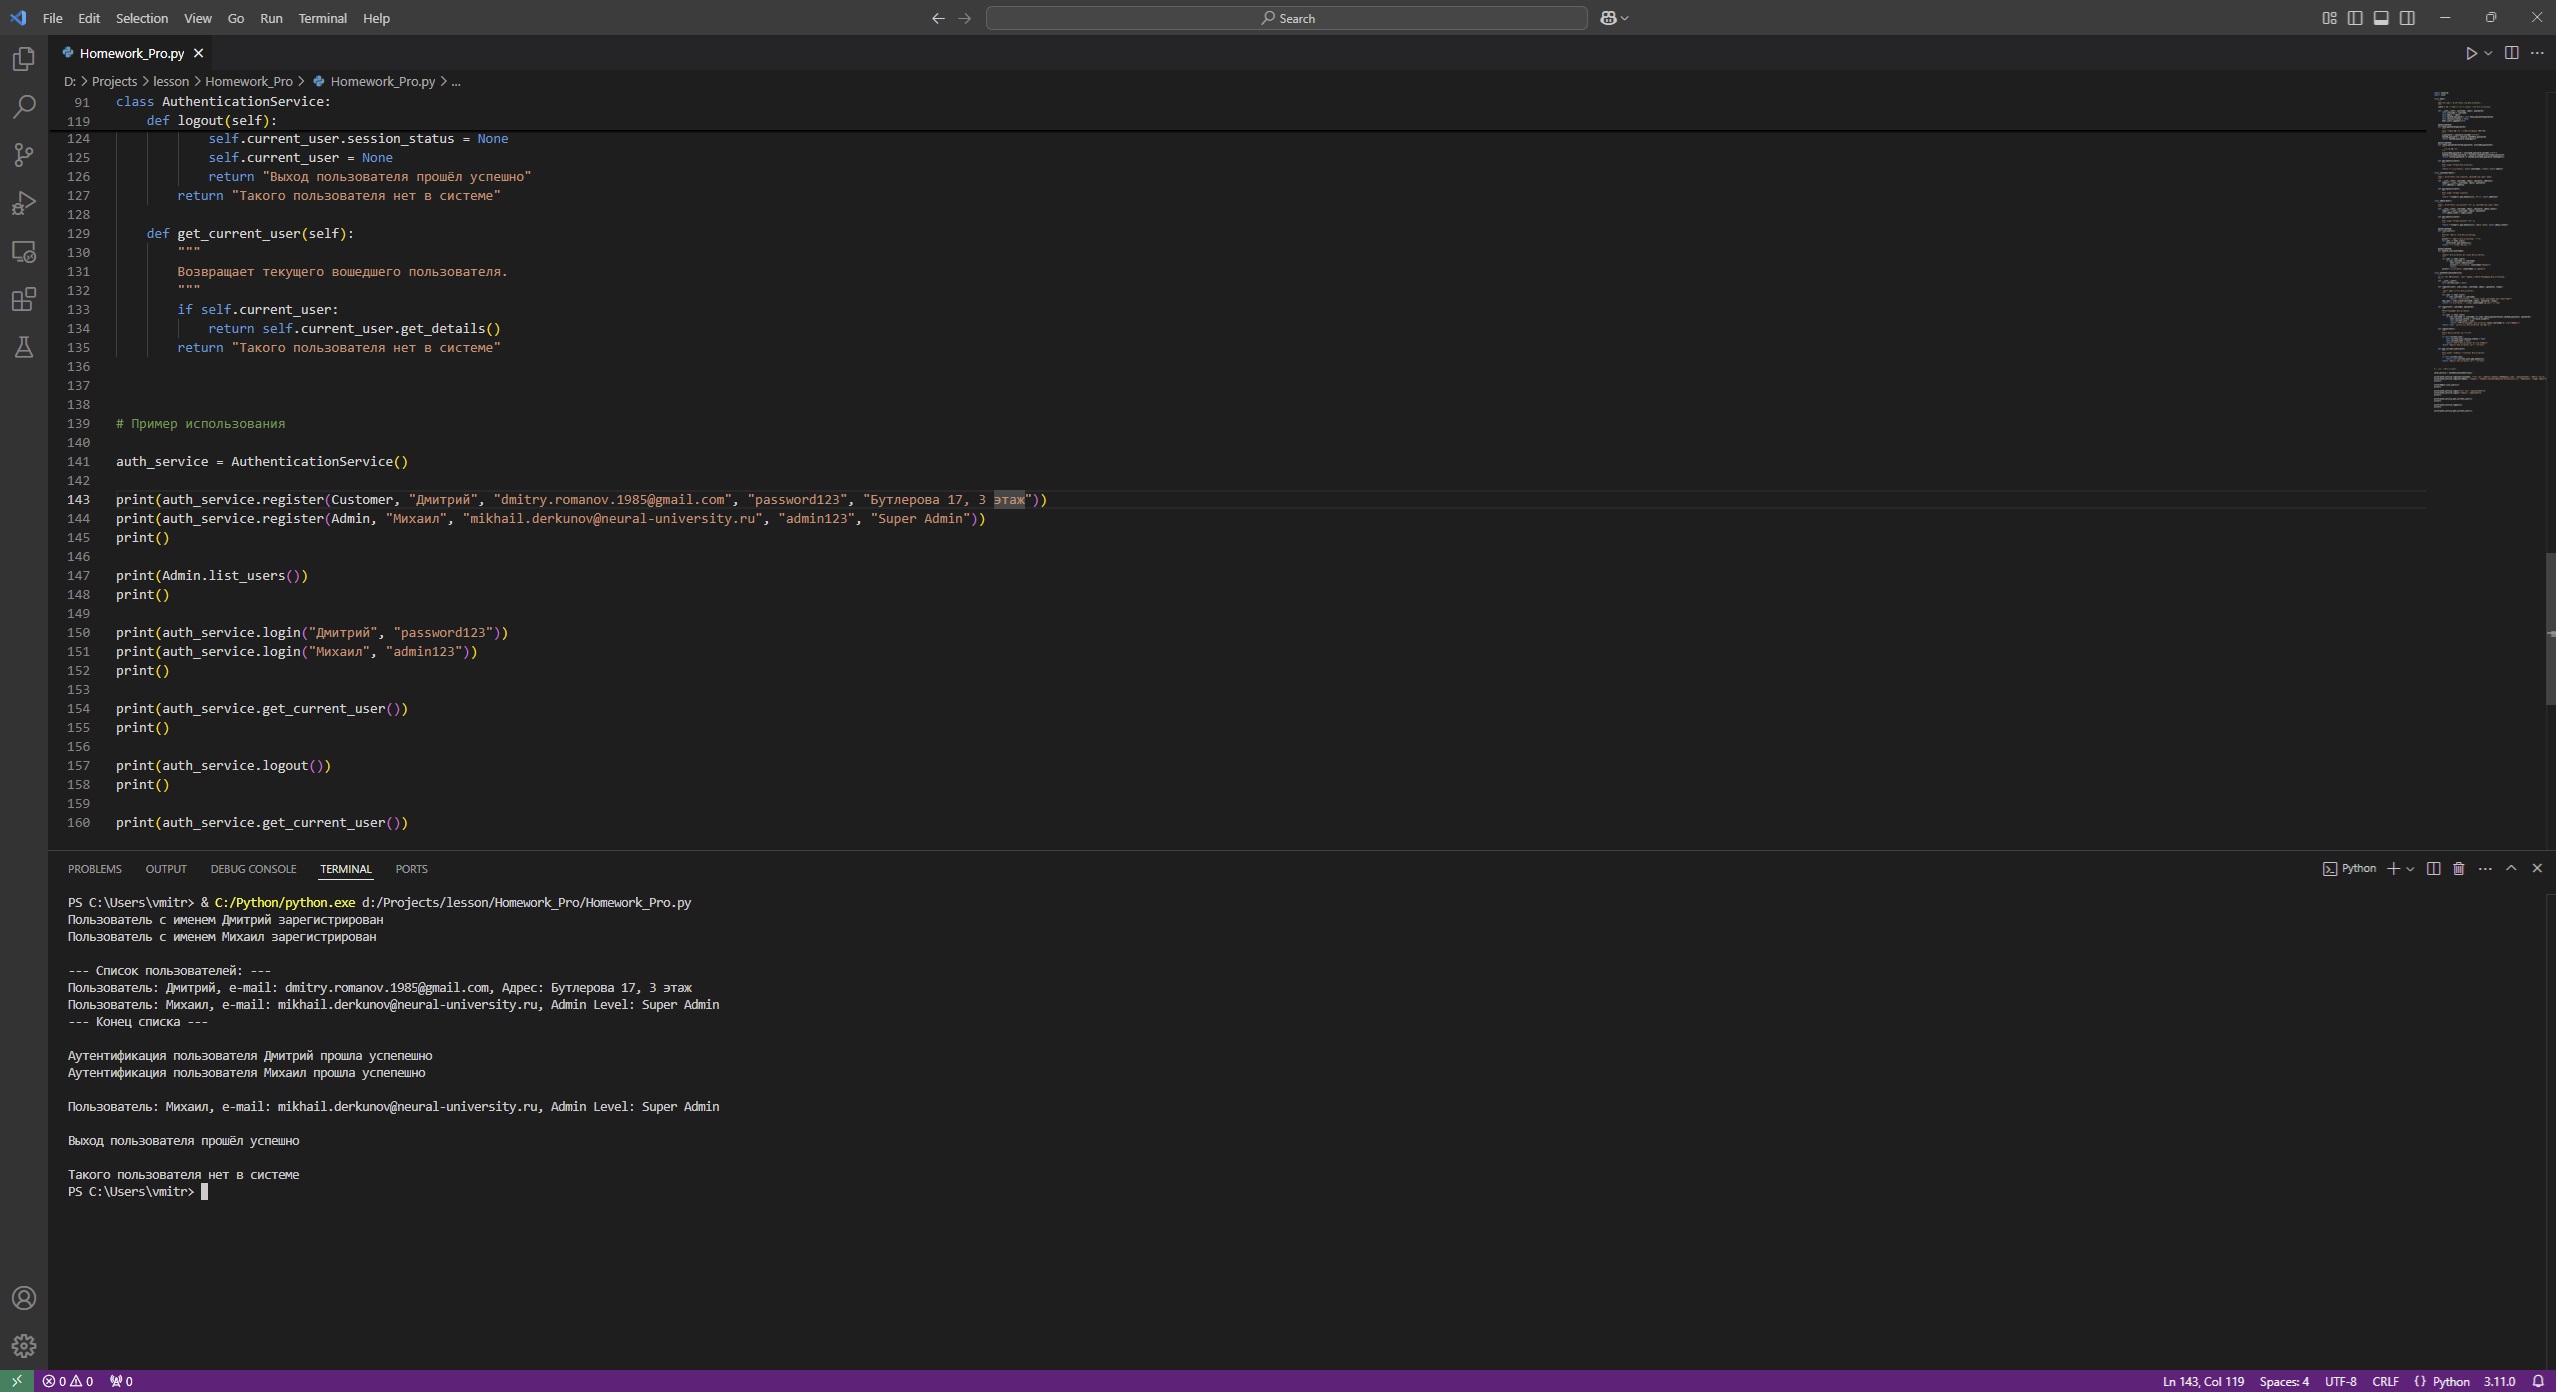 File Edit Selection View Go Run Terminal Help
Search
Homework_Pro.py
D: > Projects > lesson > Homework_Pro > Homework_Pro.py > ...
91 class AuthenticationService:
119 def logout(self):
124 self.current_user.session_status = None
125 self.current_user = None
126 return "Выход пользователя прошёл успешно"
127 return "Такого пользователя нет в системе"
128
129 def get_current_user(self):
130 """
131 Возвращает текущего вошедшего пользователя.
132 """
133 if self.current_user:
134 return self.current_user.get_details()
135 return "Такого пользователя нет в системе"
136
137
138
139 # Пример использования
140
141 auth_service = AuthenticationService()
142
143 print(auth_service.register(Customer, "Дмитрий", "dmitry.romanov.1985@gmail.com", "password123", "Бутлерова 17, 3 этаж"))
144 print(auth_service.register(Admin, "Михаил", "mikhail.derkunov@neural-university.ru", "admin123", "Super Admin"))
145 print()
146
147 print(Admin.list_users())
148 print()
149
150 print(auth_service.login("Дмитрий", "password123"))
151 print(auth_service.login("Михаил", "admin123"))
152 print()
153
154 print(auth_service.get_current_user())
155 print()
156
157 print(auth_service.logout())
158 print()
159
160 print(auth_service.get_current_user())
PROBLEMS OUTPUT DEBUG CONSOLE TERMINAL PORTS
Python
PS C:\Users\vmitr> & C:/Python/python.exe d:/Projects/lesson/Homework_Pro/Homework_Pro.py
Пользователь с именем Дмитрий зарегистрирован
Пользователь с именем Михаил зарегистрирован
--- Список пользователей: ---
Пользователь: Дмитрий, e-mail: dmitry.romanov.1985@gmail.com, Адрес: Бутлерова 17, 3 этаж
Пользователь: Михаил, e-mail: mikhail.derkunov@neural-university.ru, Admin Level: Super Admin
--- Конец списка ---
Аутентификация пользователя Дмитрий прошла успепешно
Аутентификация пользователя Михаил прошла успепешно
Пользователь: Михаил, e-mail: mikhail.derkunov@neural-university.ru, Admin Level: Super Admin
Выход пользователя прошёл успешно
Такого пользователя нет в системе
PS C:\Users\vmitr>
0 0 0
Ln 143, Col 119 Spaces: 4 UTF-8 CRLF {} Python 3.11.0